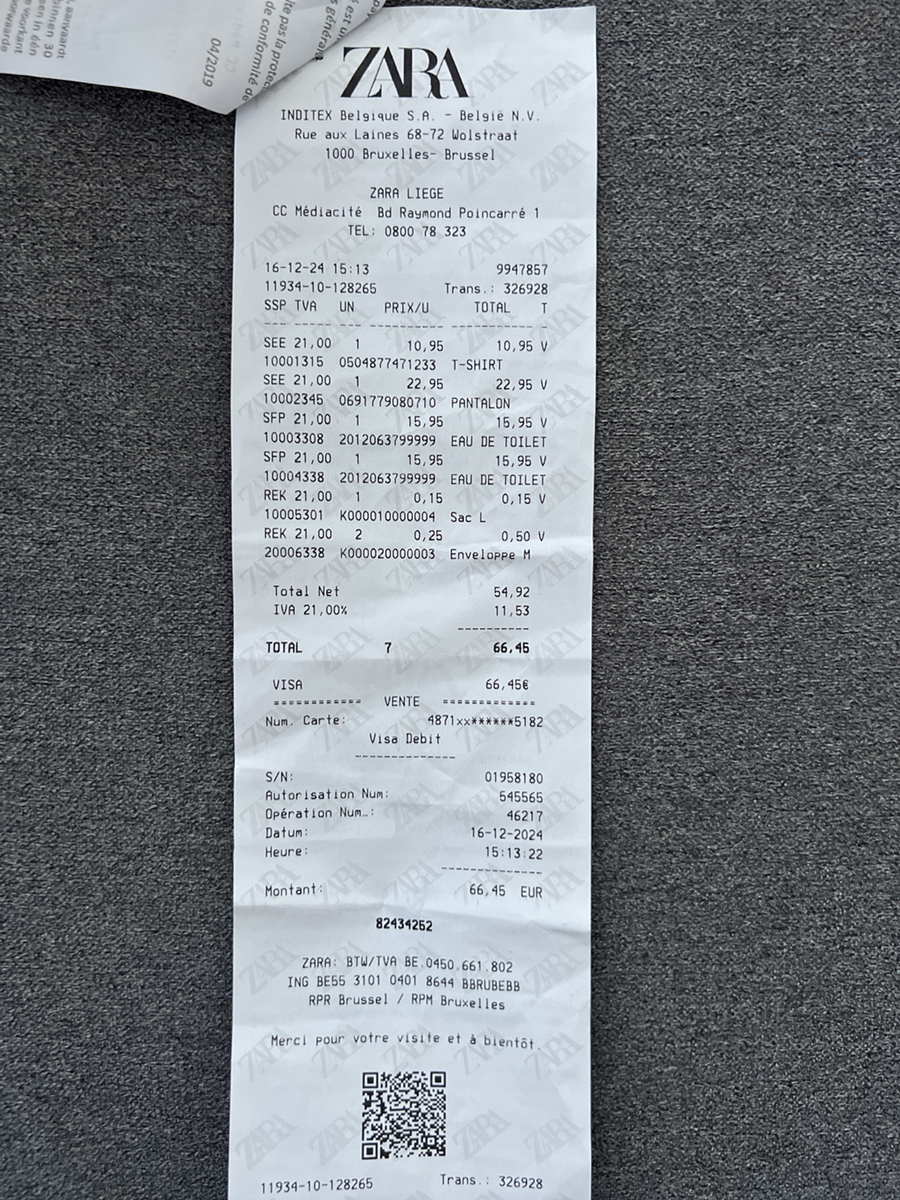 04/2019
ZARA
INDITEX Belgique S.A. - België N.V.
Rue aux Laines 68-72 Wolstraat
1000 Bruxelles- Brussel
ZARA LIEGE
CC Médiacité Bd Raymond Poincarré 1
TEL: 0800 78 323
16-12-24 15:13 9947857
11934-10-128265 Trans.: 326928
SSP TVA UN PRIX/U TOTAL T
SEE 21,00 1 10,95 10,95 V
10001315 0504877471233 T-SHIRT
SEE 21,00 1 22,95 22,95 V
10002345 0691779080710 PANTALON
SFP 21,00 1 15,95 15,95 V
10003308 2012063799999 EAU DE TOILET
SFP 21,00 1 15,95 15,95 V
10004338 2012063799999 EAU DE TOILET
REK 21,00 1 0,15 0,15 V
10005301 K000010000004 Sac L
REK 21,00 2 0,25 0,50 V
20006338 K000020000003 Enveloppe M
Total Net 54,92
IVA 21,00% 11,53
TOTAL 7 66,45
VISA 66,45€
============ VENTE =============
Num. Carte: 4871xx******5182
Visa Debit
S/N: 01958180
Autorisation Num: 545565
Opération Num.: 46217
Datum: 16-12-2024
Heure: 15:13:22
Montant: 66,45 EUR
82434252
ZARA: BTW/TVA BE.0450.661.802
ING BE55 3101 0401 8644 BBRUBEBB
RPR Brussel / RPM Bruxelles
Merci pour votre visite et à bientôt.
11934-10-128265 Trans.: 326928